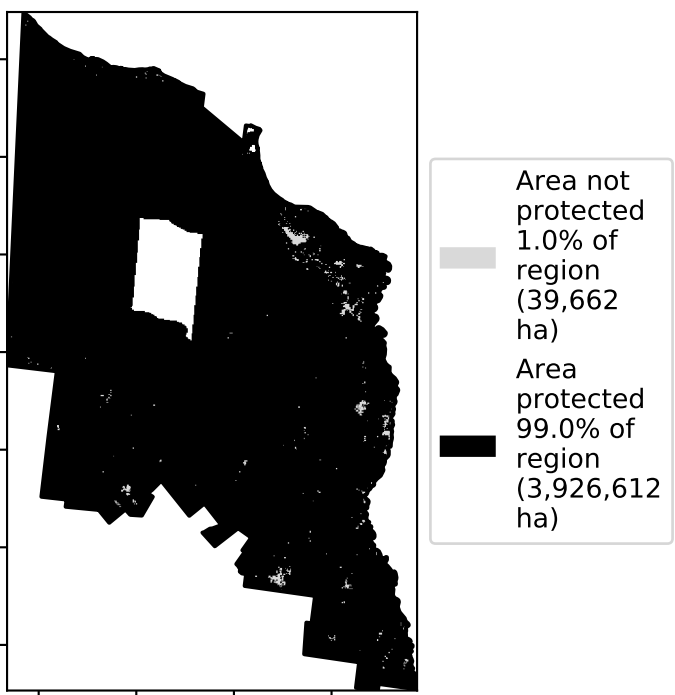 Area not
protected
1.0% of
region
(39,662
ha)
Area
protected
99.0% of
region
(3,926,612
ha)